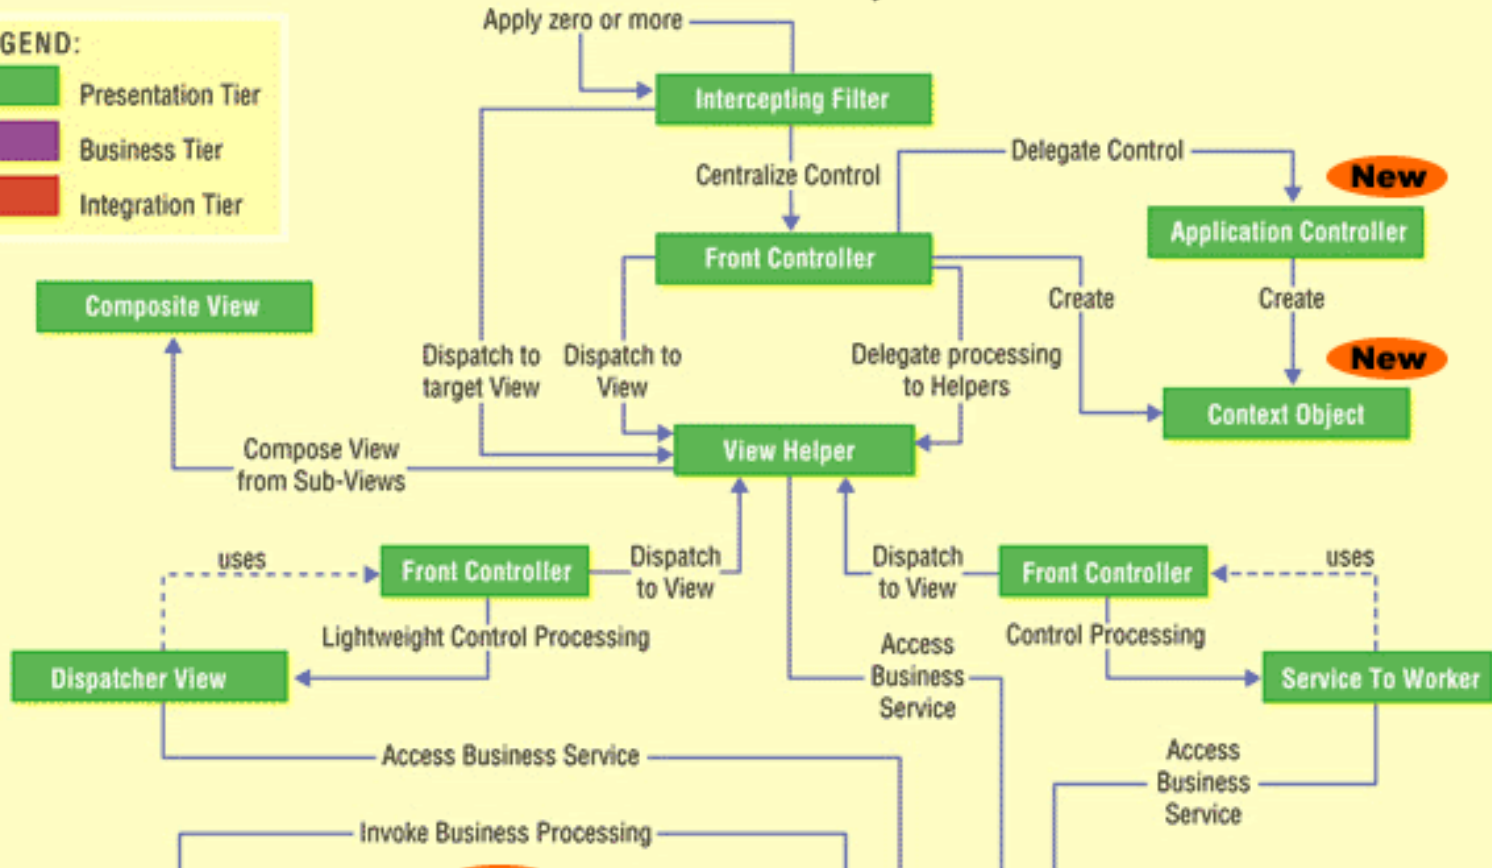 GEND:
Presentation Tier
Business Tier
Integration Tier
Apply zero or more
Intercepting Filter
Centralize Control
Delegate Control
New
Application Controller
Front Controller
Composite View
Create
Create
New
Dispatch to
target View
Dispatch to
View
Delegate processing
to Helpers
Context Object
View Helper
Compose View
from Sub-Views
uses
Front Controller
Dispatch
to View
Dispatch
to View
Front Controller
uses
Lightweight Control Processing
Control Processing
Dispatcher View
Access
Business
Service
Service To Worker
Access Business Service
Access
Business
Service
Invoke Business Processing